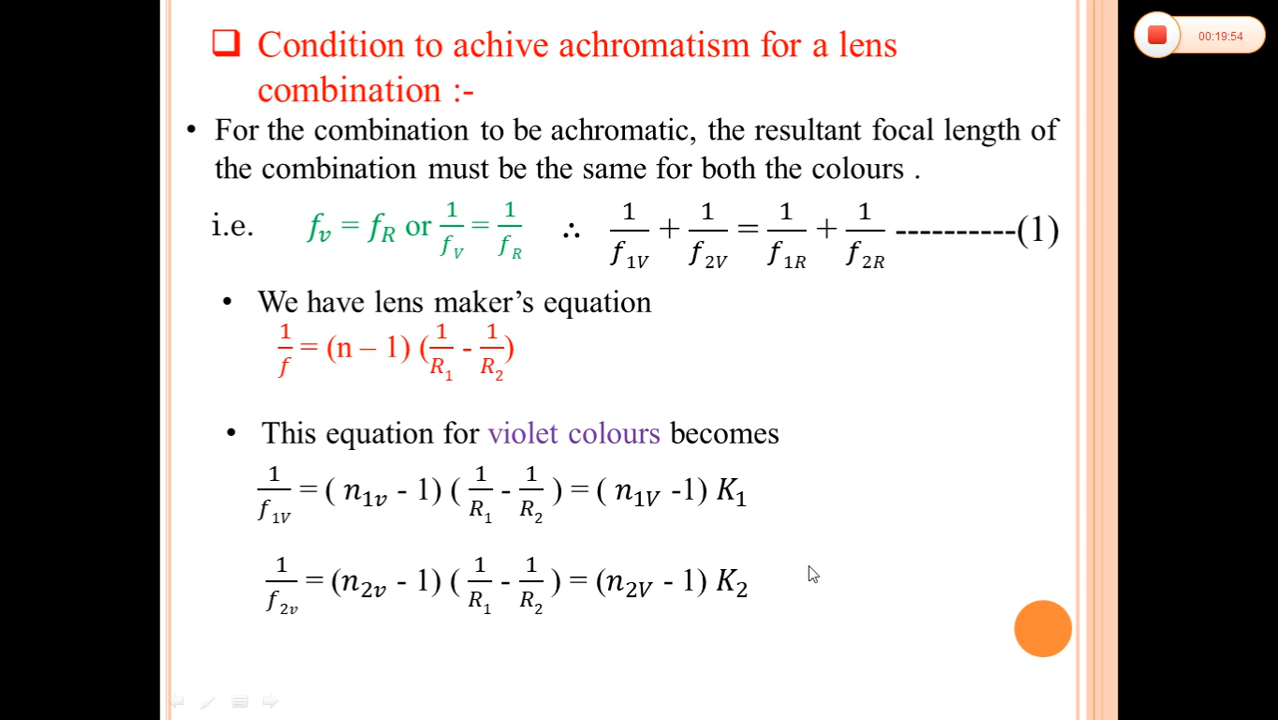 00:19:54
❑ Condition to achive achromatism for a lens
combination :-
• For the combination to be achromatic, the resultant focal length of
the combination must be the same for both the colours .
i.e. f_v = f_R or 1/f_V = 1/f_R ∴ 1/f_1V + 1/f_2V = 1/f_1R + 1/f_2R ----------(1)
• We have lens maker’s equation
1/f = (n – 1) (1/R_1 - 1/R_2)
• This equation for violet colours becomes
1/f_1V = ( n_1v - 1) ( 1/R_1 - 1/R_2 ) = ( n_1V -1) K_1
1/f_2v = (n_2v - 1) ( 1/R_1 - 1/R_2 ) = (n_2V - 1) K_2